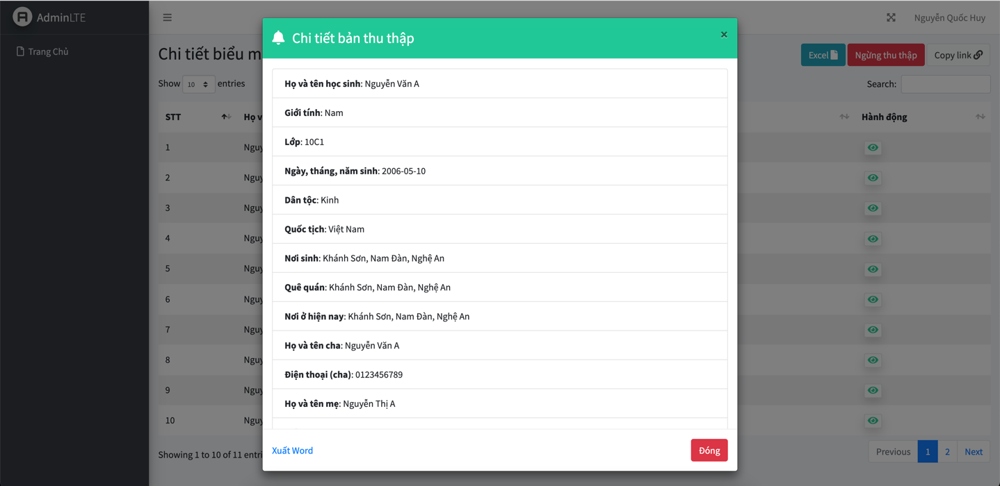 AdminLTE
Nguyễn Quốc Huy
Trang Chủ
Chi tiết biểu m
Excel
Ngừng thu thập
Copy link
Show 10 entries
Search:
STT
Họ v
Hành động
1 Nguy
2 Nguy
3 Nguy
4 Nguy
5 Nguy
6 Nguy
7 Nguy
8 Nguy
9 Nguy
10 Nguy
Showing 1 to 10 of 11 entri
Previous 1 2 Next
Chi tiết bản thu thập
×
Họ và tên học sinh: Nguyễn Văn A
Giới tính: Nam
Lớp: 10C1
Ngày, tháng, năm sinh: 2006-05-10
Dân tộc: Kinh
Quốc tịch: Việt Nam
Nơi sinh: Khánh Sơn, Nam Đàn, Nghệ An
Quê quán: Khánh Sơn, Nam Đàn, Nghệ An
Nơi ở hiện nay: Khánh Sơn, Nam Đàn, Nghệ An
Họ và tên cha: Nguyễn Văn A
Điện thoại (cha): 0123456789
Họ và tên mẹ: Nguyễn Thị A
Xuất Word
Đóng